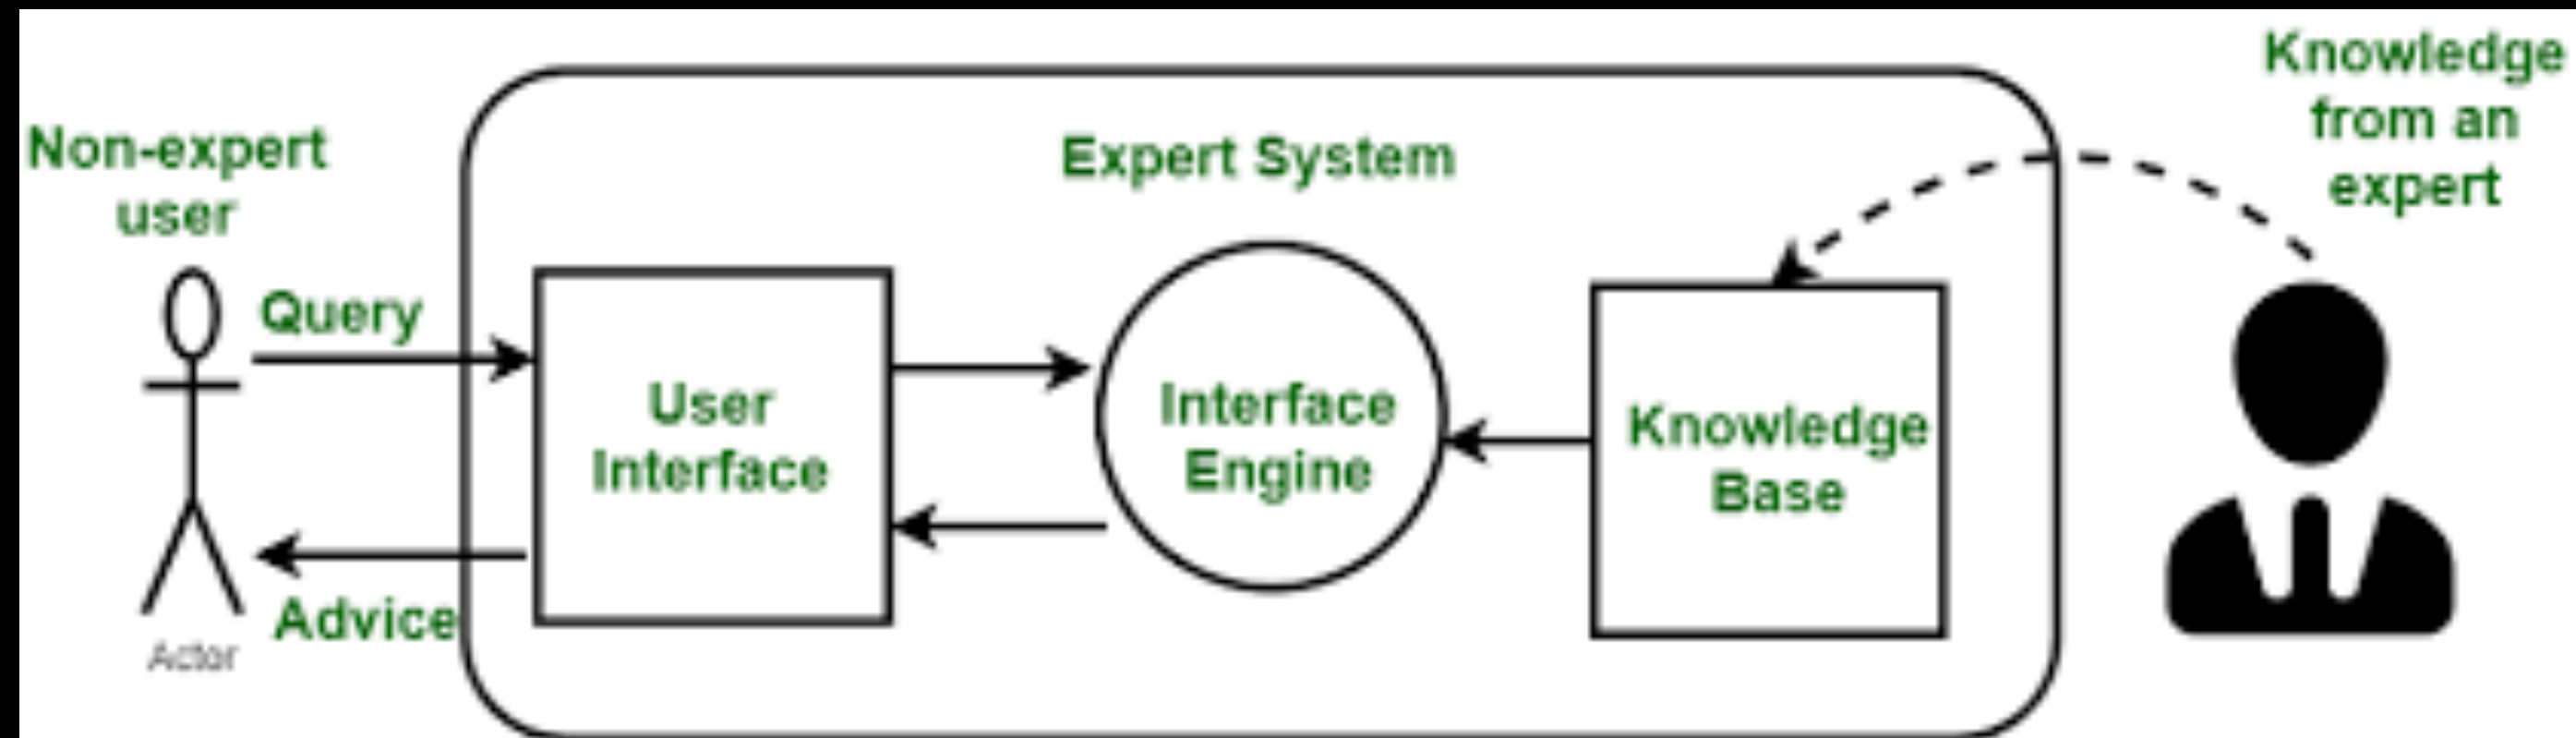 Non-expert
user
Query
Advice
Actor
Expert System
User
Interface
Interface
Engine
Knowledge
Base
Knowledge
from an
expert